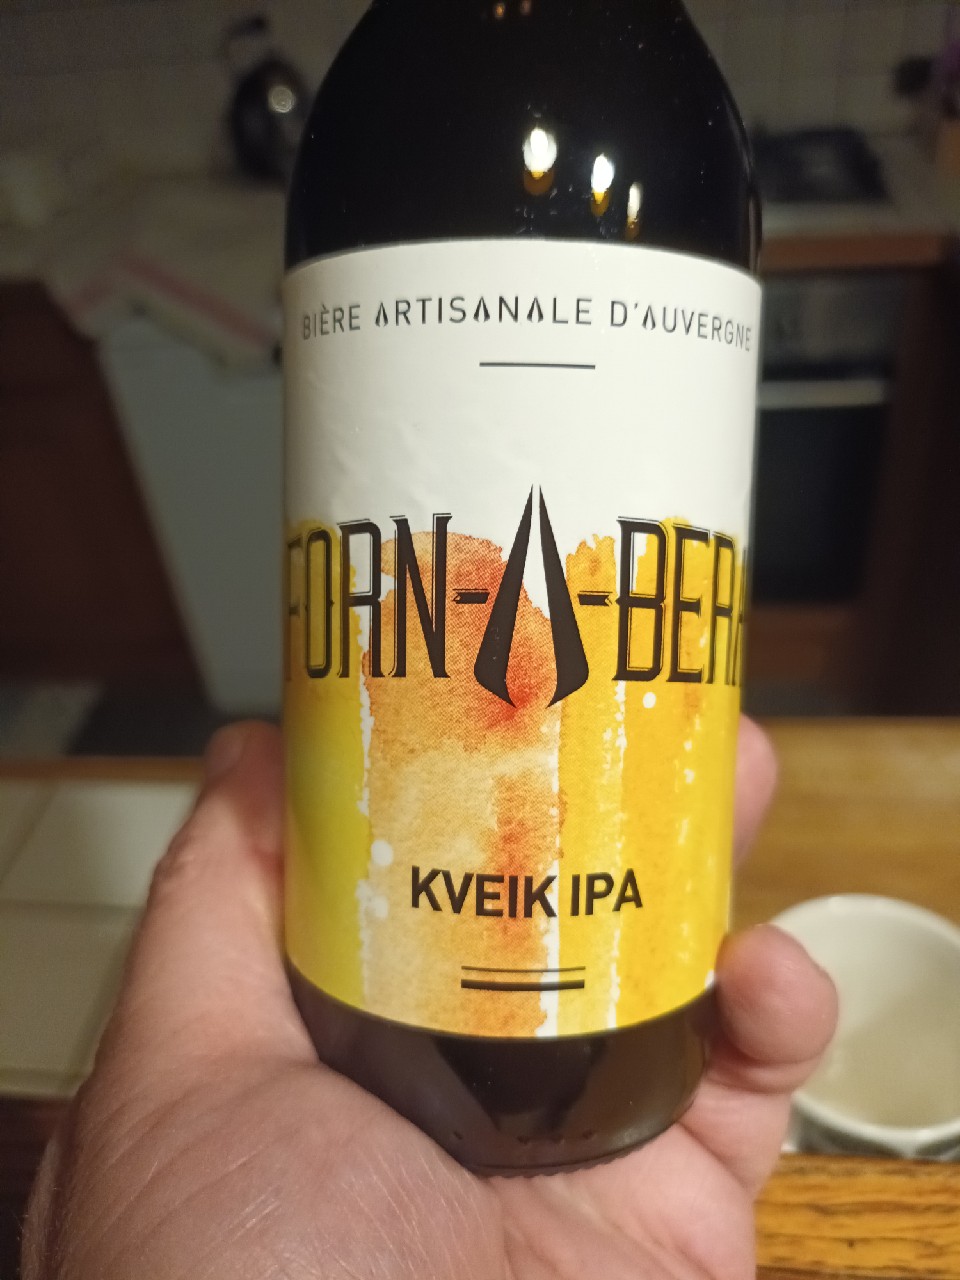 BIÈRE ARTISANALE D'AUVERGNE
FORN-A-BERA
KVEIK IPA